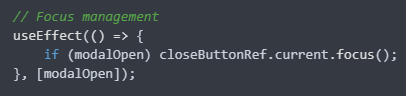 // Focus management
useEffect(() => {
    if (modalOpen) closeButtonRef.current.focus();
}, [modalOpen]);